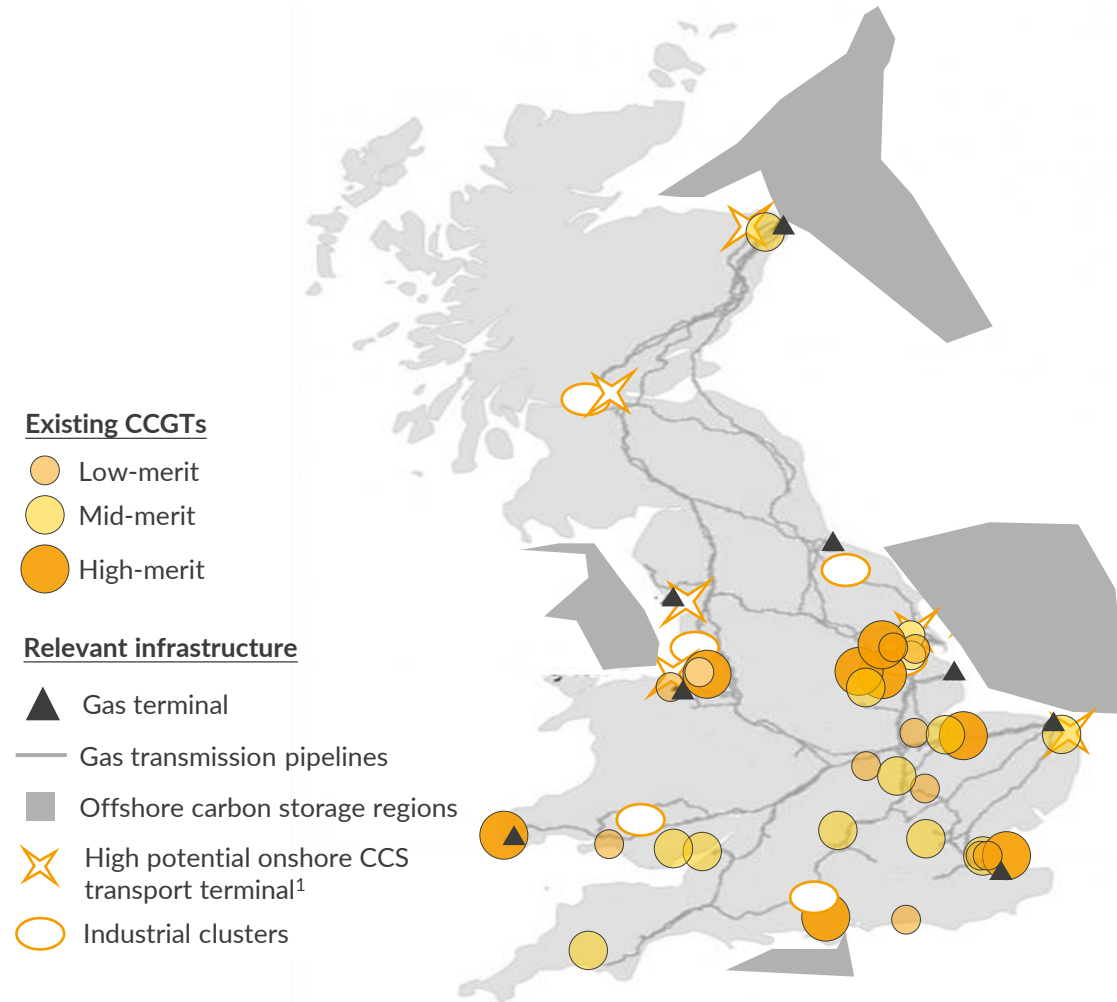 Existing CCGTs
Low-merit
Mid-merit
High-merit
Relevant infrastructure
Gas terminal
Gas transmission pipelines
Offshore carbon storage regions
High potential onshore CCS
transport terminal¹
Industrial clusters